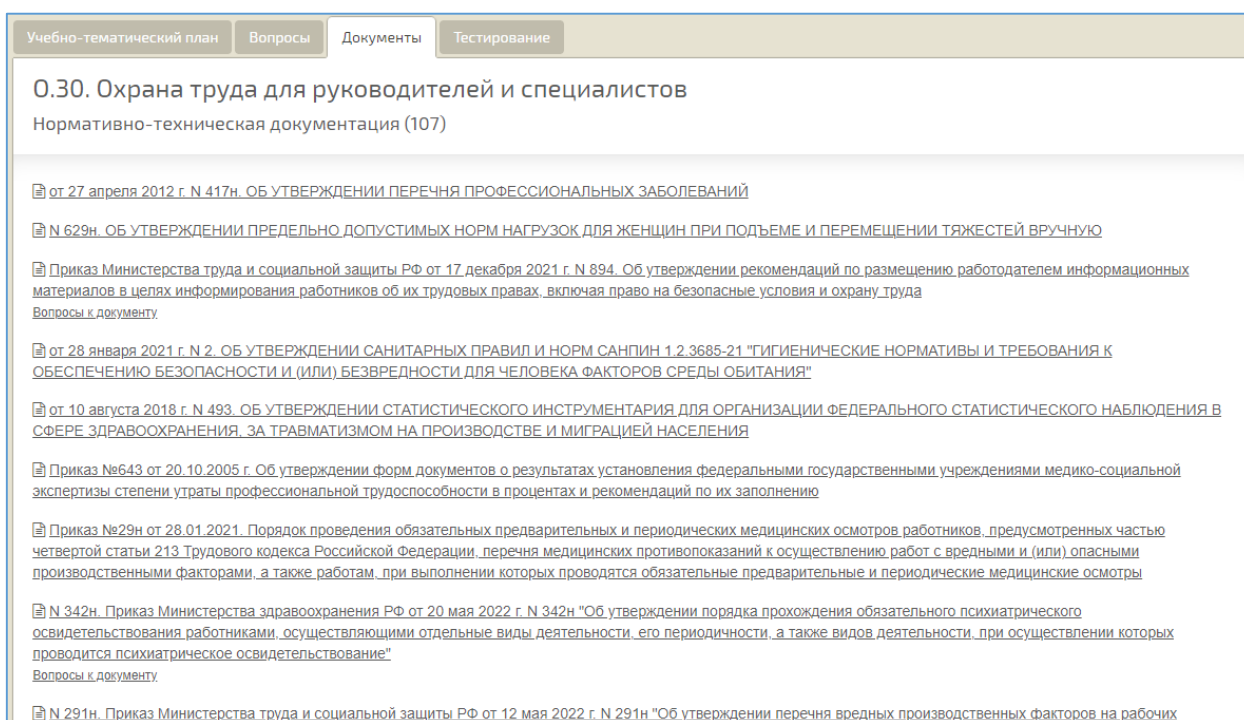 Учебно-тематический план
Вопросы
Документы
Тестирование
О.30. Охрана труда для руководителей и специалистов
Нормативно-техническая документация (107)
от 27 апреля 2012 г. N 417н. ОБ УТВЕРЖДЕНИИ ПЕРЕЧНЯ ПРОФЕССИОНАЛЬНЫХ ЗАБОЛЕВАНИЙ
N 629н. ОБ УТВЕРЖДЕНИИ ПРЕДЕЛЬНО ДОПУСТИМЫХ НОРМ НАГРУЗОК ДЛЯ ЖЕНЩИН ПРИ ПОДЪЕМЕ И ПЕРЕМЕЩЕНИИ ТЯЖЕСТЕЙ ВРУЧНУЮ
Приказ Министерства труда и социальной защиты РФ от 17 декабря 2021 г. N 894. Об утверждении рекомендаций по размещению работодателем информационных
материалов в целях информирования работников об их трудовых правах, включая право на безопасные условия и охрану труда
Вопросы к документу
от 28 января 2021 г. N 2. ОБ УТВЕРЖДЕНИИ САНИТАРНЫХ ПРАВИЛ И НОРМ САНПИН 1.2.3685-21 "ГИГИЕНИЧЕСКИЕ НОРМАТИВЫ И ТРЕБОВАНИЯ К
ОБЕСПЕЧЕНИЮ БЕЗОПАСНОСТИ И (ИЛИ) БЕЗВРЕДНОСТИ ДЛЯ ЧЕЛОВЕКА ФАКТОРОВ СРЕДЫ ОБИТАНИЯ"
от 10 августа 2018 г. N 493. ОБ УТВЕРЖДЕНИИ СТАТИСТИЧЕСКОГО ИНСТРУМЕНТАРИЯ ДЛЯ ОРГАНИЗАЦИИ ФЕДЕРАЛЬНОГО СТАТИСТИЧЕСКОГО НАБЛЮДЕНИЯ В
СФЕРЕ ЗДРАВООХРАНЕНИЯ, ЗА ТРАВМАТИЗМОМ НА ПРОИЗВОДСТВЕ И МИГРАЦИЕЙ НАСЕЛЕНИЯ
Приказ №643 от 20.10.2005 г. Об утверждении форм документов о результатах установления федеральными государственными учреждениями медико-социальной
экспертизы степени утраты профессиональной трудоспособности в процентах и рекомендаций по их заполнению
Приказ №29н от 28.01.2021. Порядок проведения обязательных предварительных и периодических медицинских осмотров работников, предусмотренных частью
четвертой статьи 213 Трудового кодекса Российской Федерации, перечня медицинских противопоказаний к осуществлению работ с вредными и (или) опасными
производственными факторами, а также работам, при выполнении которых проводятся обязательные предварительные и периодические медицинские осмотры
N 342н. Приказ Министерства здравоохранения РФ от 20 мая 2022 г. N 342н "Об утверждении порядка прохождения обязательного психиатрического
освидетельствования работниками, осуществляющими отдельные виды деятельности, его периодичности, а также видов деятельности, при осуществлении которых
проводится психиатрическое освидетельствование"
Вопросы к документу
N 291н. Приказ Министерства труда и социальной защиты РФ от 12 мая 2022 г. N 291н "Об утверждении перечня вредных производственных факторов на рабочих